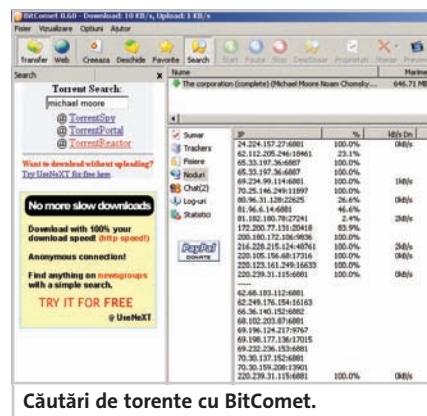 BitComet 0.60 - Download: 10 KB/s, Upload: 1 KB/s
Fisier Vizualizare Optiuni Ajutor
Transfer Web Creeaza Deschide Favorite Search Start Pauza Stop Proprietati
Search x
Torrent Search:
michael moore
@ TorrentSpy
@ TorrentPortal
@ TorrentReactor
Want to download without uploading?
Try UseNeXT for free here
No more slow downloads
Download with 100% your
download speed! (http speed!)
Anonymous connection!
Find anything on newsgroups
with a simple search.
TRY IT FOR FREE
@ UseNeXT
Nume Marime
The corporation (complete) (Michael Moore Noam Chomsky.... 646.71 MB
Sumar
Trackers
Fisiere
Noduri
Chat(2)
Log-uri
Statistici
PayPal
DONATE
IP % kB/s Dn
24.224.157.27:6881 100.0% 0kB/s
62.112.205.246:18461 23.1%
65.33.197.36:6887 100.0%
65.33.197.36:6887 100.0%
69.234.99.114:6881 100.0% 1kB/s
70.25.146.249:11897 100.0%
80.96.31.128:22625 26.6% 0kB/s
81.96.6.14:6881 46.6%
81.182.180.78:27241 2.4% 2kB/s
172.200.77.131:20418 83.9%
200.180.172.106:9836 100.0%
216.228.215.124:48761 100.0% 2kB/s
220.105.156.68:17316 100.0% 0kB/s
220.123.161.249:16633 100.0%
220.239.31.115:6881 100.0% 0kB/s
-----
62.68.183.112:6881
62.249.176.154:16163
66.36.140.152:6882
68.102.203.87:6881
69.196.124.217:9767
69.198.177.136:17015
69.232.236.153:6881
70.30.137.152:6881
70.30.159.208:13901
220.239.31.115:6881 100.0% 0kB/s
Căutări de torente cu BitComet.